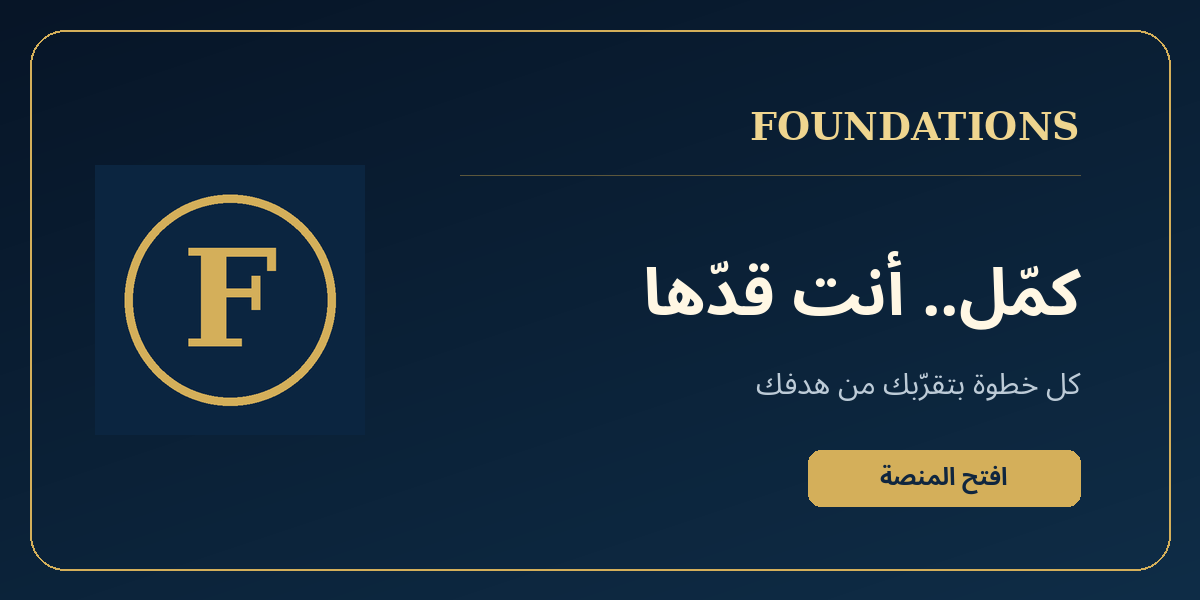 FOUNDATIONS
F
كمّل.. أنت قدّها
كل خطوة بتقرّبك من هدفك
افتح المنصة